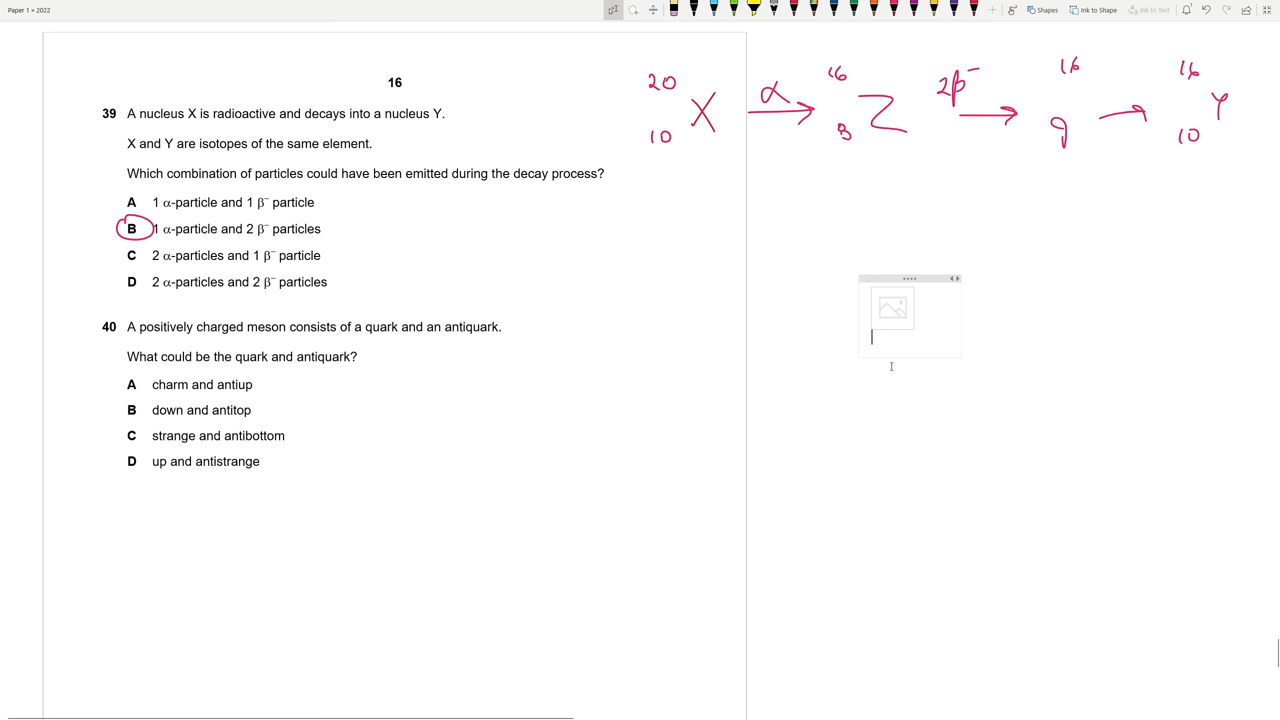 Paper 1 • 2022
Shapes
Ink to Shape
Ink to Text
16
39 A nucleus X is radioactive and decays into a nucleus Y.
X and Y are isotopes of the same element.
Which combination of particles could have been emitted during the decay process?
A 1 α-particle and 1 β⁻ particle
B 1 α-particle and 2 β⁻ particles
C 2 α-particles and 1 β⁻ particle
D 2 α-particles and 2 β⁻ particles
40 A positively charged meson consists of a quark and an antiquark.
What could be the quark and antiquark?
A charm and antiup
B down and antitop
C strange and antibottom
D up and antistrange
20 16 2β⁻ 16 16
X α → Z → → Y
10 8 9 10